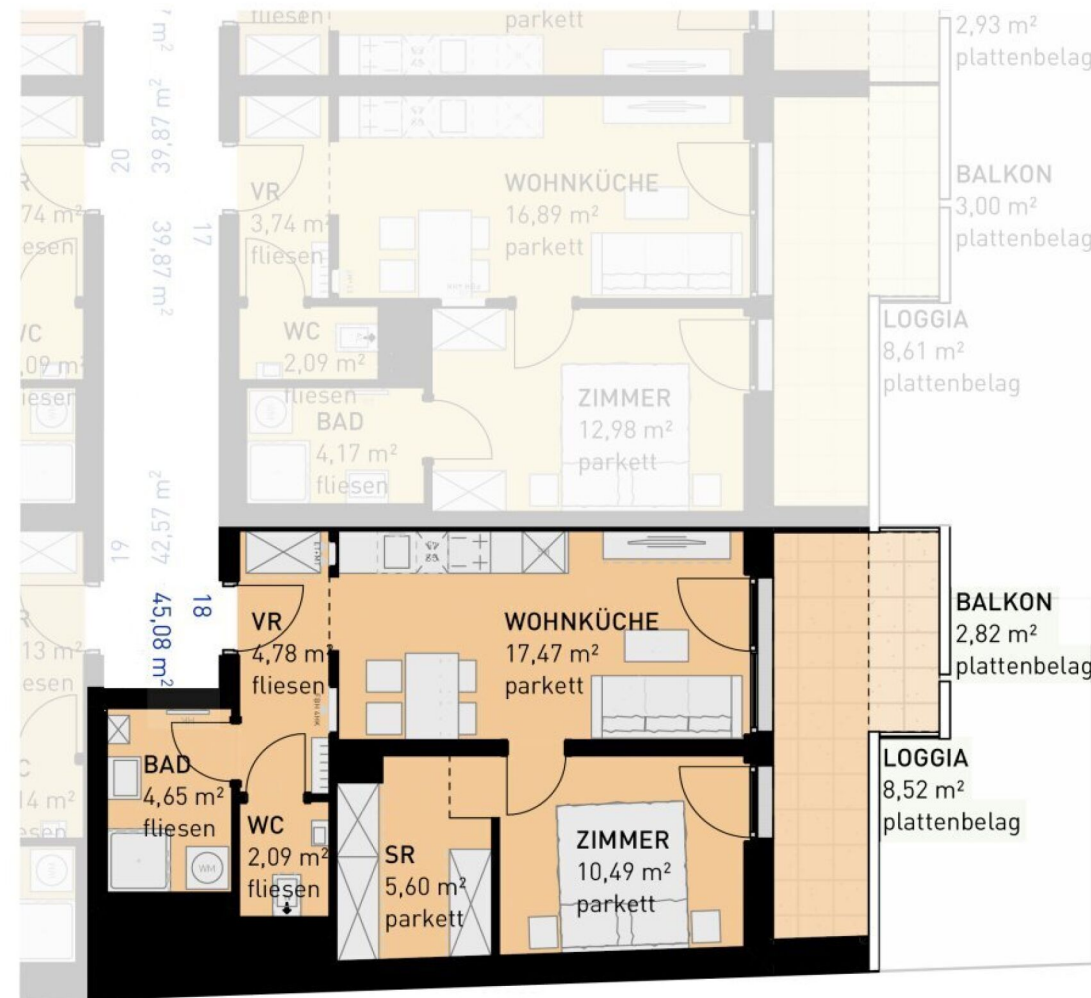 fliesen
parkett
2,93 m²
plattenbelag
20
39,87 m²
39,87 m²
17
VR
3,74 m²
fliesen
WOHNKÜCHE
16,89 m²
parkett
BALKON
3,00 m²
plattenbelag
WC
2,09 m²
fliesen
LOGGIA
8,61 m²
plattenbelag
BAD
4,17 m²
fliesen
ZIMMER
12,98 m²
parkett
19
42,57 m²
18
45,08 m²
VR
4,78 m²
fliesen
WOHNKÜCHE
17,47 m²
parkett
BALKON
2,82 m²
plattenbelag
BAD
4,65 m²
fliesen
WC
2,09 m²
fliesen
SR
5,60 m²
parkett
ZIMMER
10,49 m²
parkett
LOGGIA
8,52 m²
plattenbelag
WM